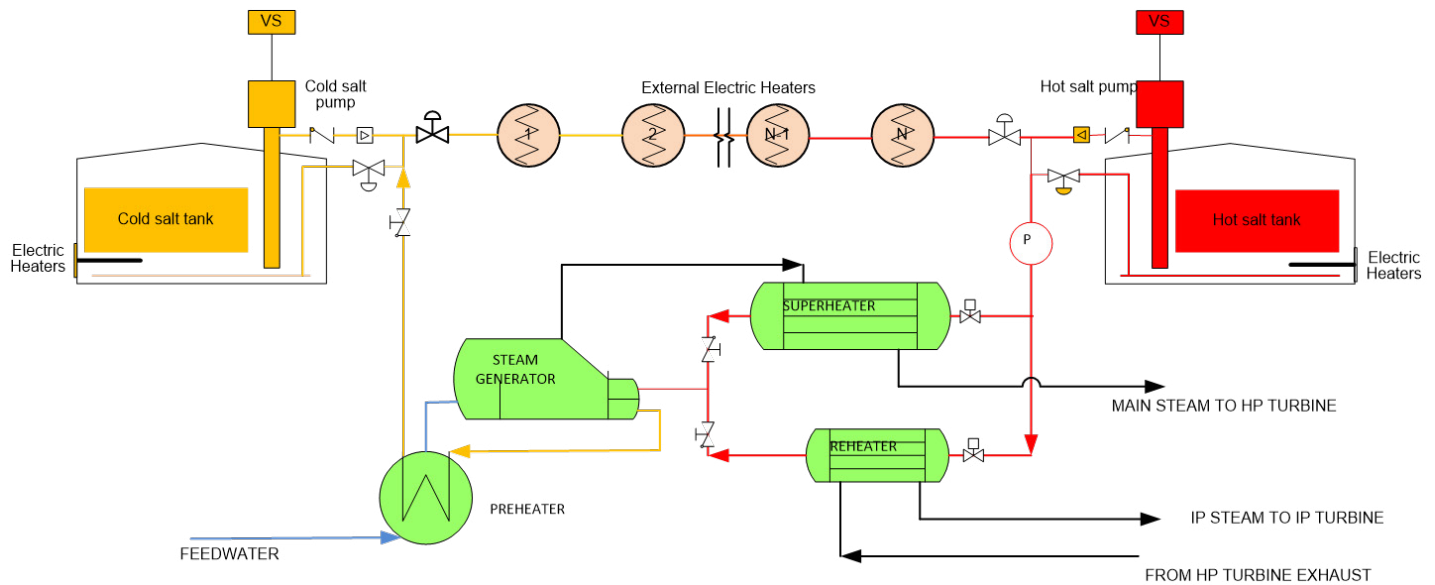 VS
VS
Cold salt
pump
External Electric Heaters
Hot salt pump
1
2
N-1
N
Cold salt tank
Hot salt tank
Electric
Heaters
P
Electric
Heaters
SUPERHEATER
STEAM
GENERATOR
MAIN STEAM TO HP TURBINE
REHEATER
PREHEATER
IP STEAM TO IP TURBINE
FEEDWATER
FROM HP TURBINE EXHAUST